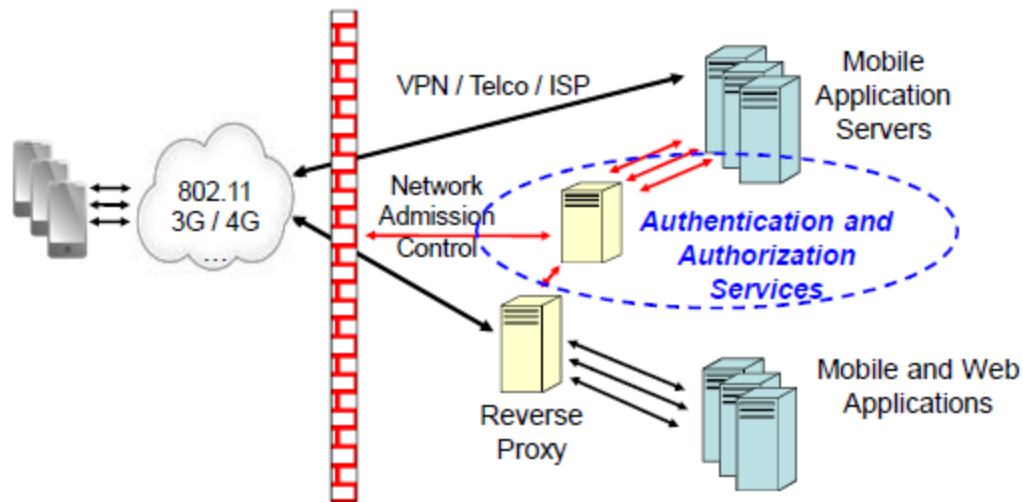 VPN / Telco / ISP
Mobile
Application
Servers
802.11
3G / 4G
...
Network
Admission
Control
Authentication and
Authorization
Services
Reverse
Proxy
Mobile and Web
Applications